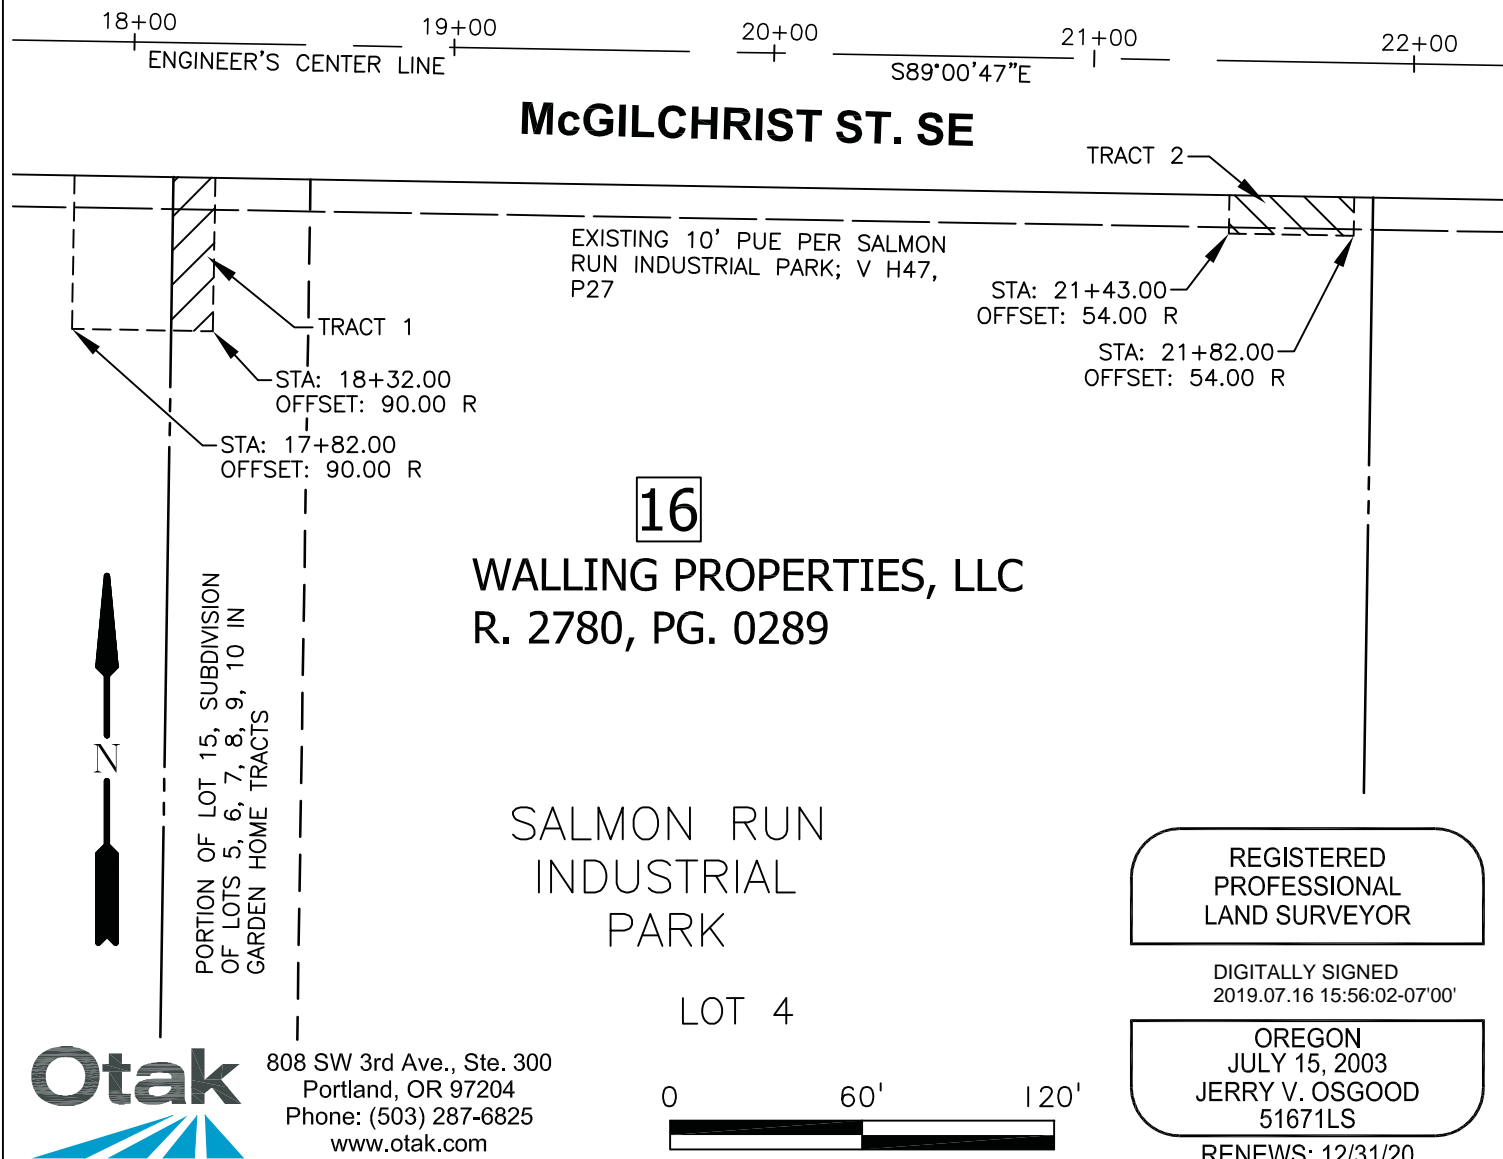 18+00
19+00
20+00
21+00
22+00
ENGINEER'S CENTER LINE
S89°00'47"E
McGILCHRIST ST. SE
TRACT 2
EXISTING 10' PUE PER SALMON
RUN INDUSTRIAL PARK; V H47,
P27
STA: 21+43.00
OFFSET: 54.00 R
STA: 21+82.00
OFFSET: 54.00 R
TRACT 1
STA: 18+32.00
OFFSET: 90.00 R
STA: 17+82.00
OFFSET: 90.00 R
16
WALLING PROPERTIES, LLC
R. 2780, PG. 0289
N
PORTION OF LOT 15, SUBDIVISION
OF LOTS 5, 6, 7, 8, 9, 10 IN
GARDEN HOME TRACTS
SALMON RUN
INDUSTRIAL
PARK
LOT 4
REGISTERED
PROFESSIONAL
LAND SURVEYOR
DIGITALLY SIGNED
2019.07.16 15:56:02-07'00'
OREGON
JULY 15, 2003
JERRY V. OSGOOD
51671LS
RENEWS: 12/31/20
Otak
808 SW 3rd Ave., Ste. 300
Portland, OR 97204
Phone: (503) 287-6825
www.otak.com
0 60' 120'